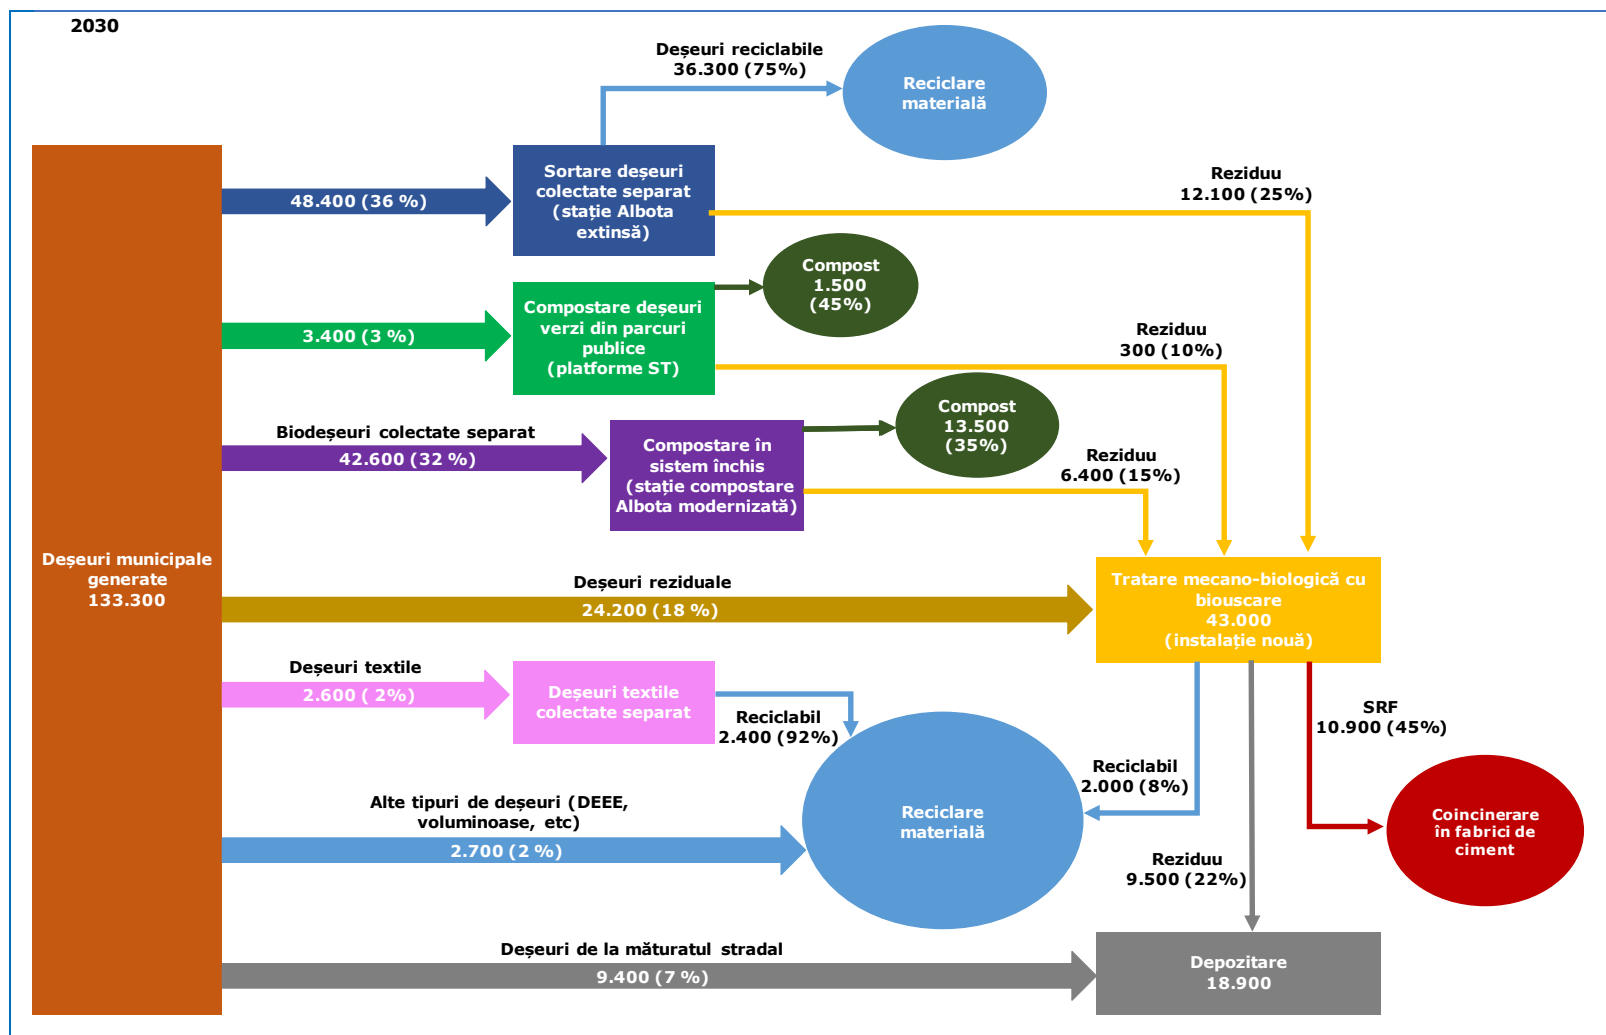 2030
Deșeuri reciclabile
36.300 (75%)
Reciclare
materială
Sortare deșeuri
colectate separat
(stație Albota
extinsă)
48.400 (36 %)
Reziduu
12.100 (25%)
Compost
1.500
(45%)
Compostare deșeuri
verzi din parcuri
publice
(platforme ST)
3.400 (3 %)
Reziduu
300 (10%)
Compost
13.500
(35%)
Biodeșeuri colectate separat
42.600 (32 %)
Compostare în
sistem închis
(stație compostare
Albota modernizată)
Reziduu
6.400 (15%)
Deșeuri municipale
generate
133.300
Deșeuri reziduale
24.200 (18 %)
Tratare mecano-biologică cu
biouscare
43.000
(instalație nouă)
Deșeuri textile
2.600 ( 2%)
Deșeuri textile
colectate separat
Reciclabil
2.400 (92%)
SRF
10.900 (45%)
Reciclabil
2.000 (8%)
Alte tipuri de deșeuri (DEEE,
voluminoase, etc)
2.700 (2 %)
Reciclare
materială
Coincinerare
în fabrici de
ciment
Reziduu
9.500 (22%)
Deșeuri de la măturatul stradal
9.400 (7 %)
Depozitare
18.900